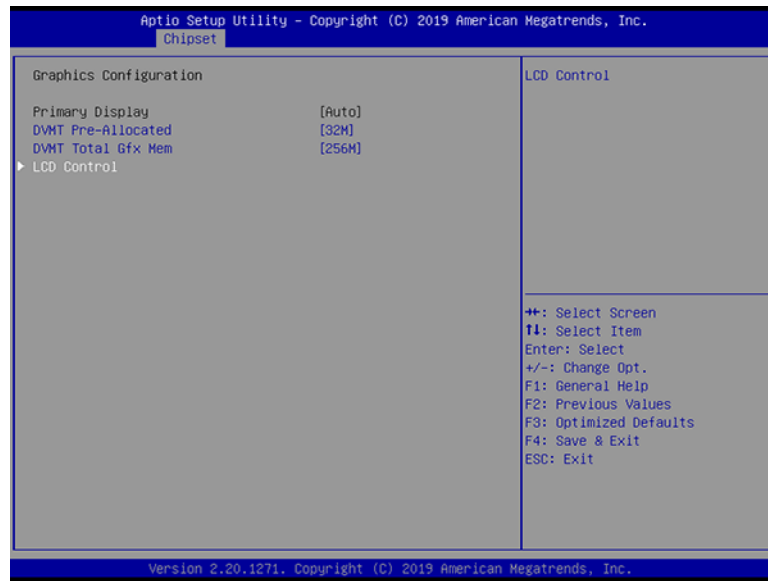 Aptio Setup Utility – Copyright (C) 2019 American Megatrends, Inc.
Chipset
Graphics Configuration
Primary Display [Auto]
DVMT Pre-Allocated [32M]
DVMT Total Gfx Mem [256M]
LCD Control
LCD Control
→←: Select Screen
↑↓: Select Item
Enter: Select
+/-: Change Opt.
F1: General Help
F2: Previous Values
F3: Optimized Defaults
F4: Save & Exit
ESC: Exit
Version 2.20.1271. Copyright (C) 2019 American Megatrends, Inc.